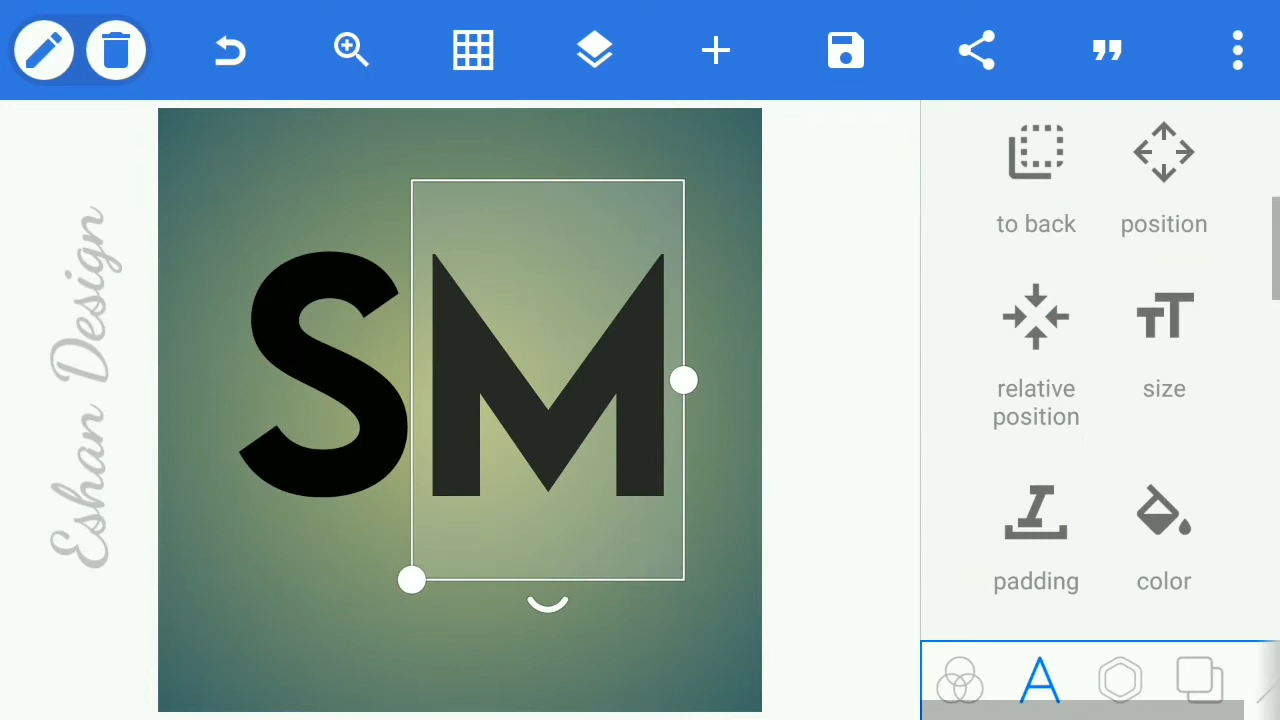 Eshan Design
SM
to back
position
relative
position
size
padding
color